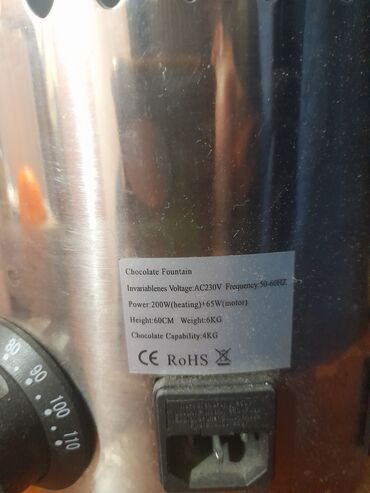 Chocolate Fountain
Invariablenes Voltage:AC230V Frequency:50-60HZ
Power:200W(heating)+65W(motor)
Height:60CM Weight:6KG
Chocolate Capability:4KG
CE RoHS
80
90
100
110